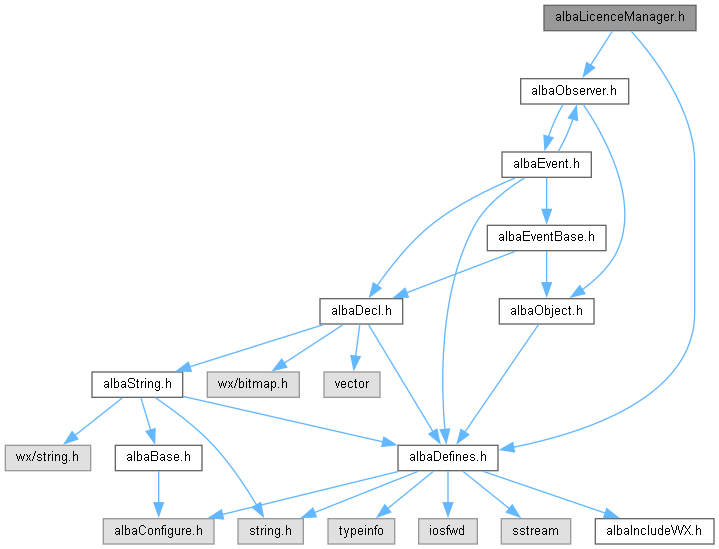 albaLicenceManager.h
albaObserver.h
albaEvent.h
albaEventBase.h
albaDecl.h
albaObject.h
albaString.h
wx/bitmap.h
vector
wx/string.h
albaBase.h
albaDefines.h
albaConfigure.h
string.h
typeinfo
iosfwd
sstream
albaIncludeWX.h